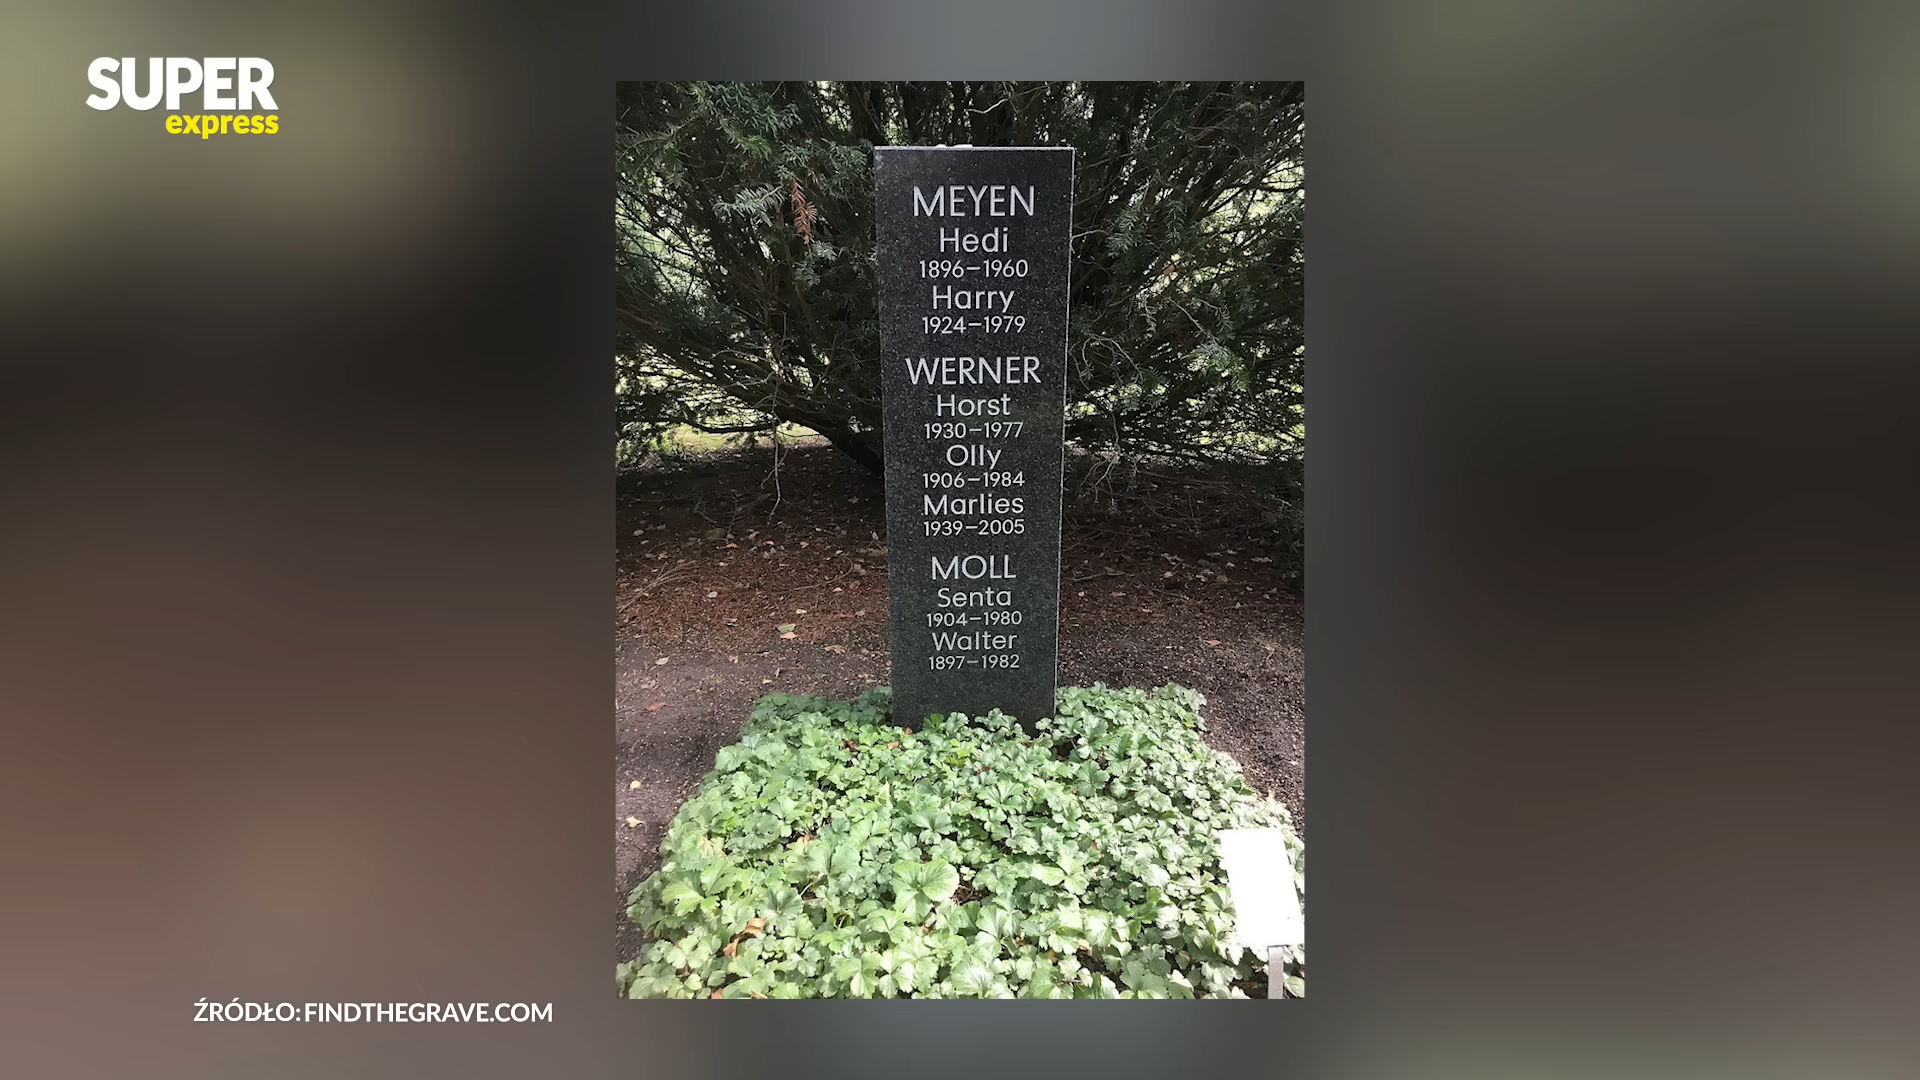 SUPER
express
MEYEN
Hedi
1896–1960
Harry
1924–1979
WERNER
Horst
1930–1977
Olly
1906–1984
Marlies
1939–2005
MOLL
Senta
1904–1980
Walter
1897–1982
ŹRÓDŁO: FINDTHEGRAVE.COM